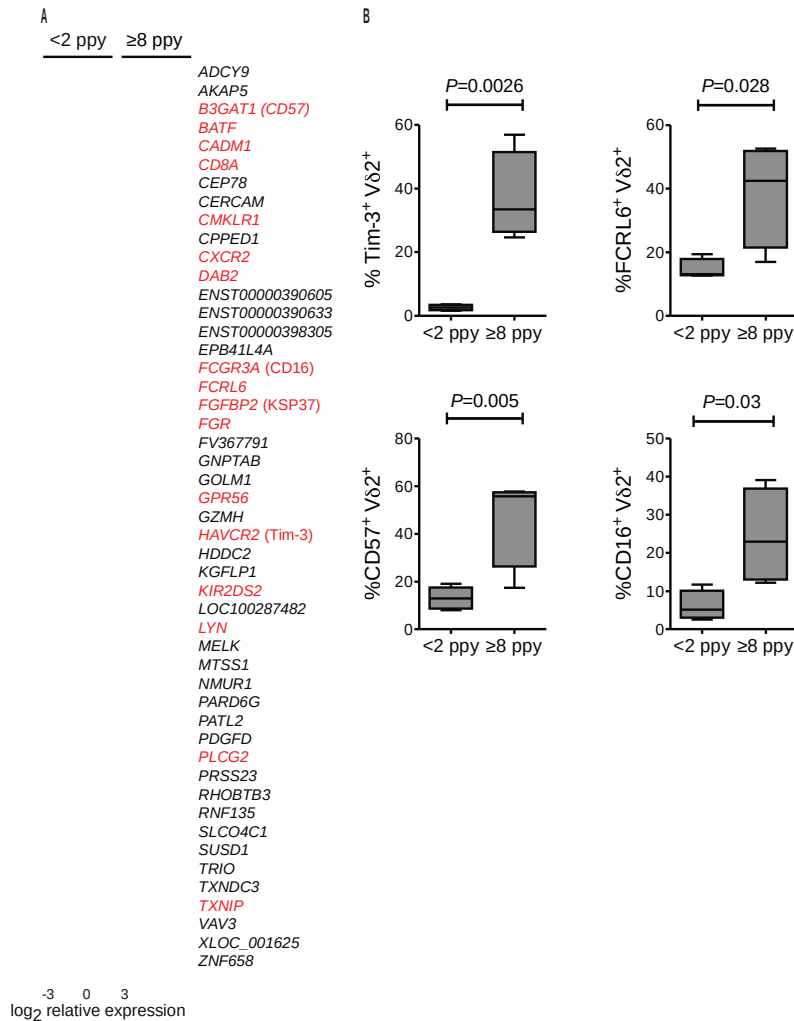 A
<2 ppy ≥8 ppy
ADCY9
AKAP5
B3GAT1 (CD57)
BATF
CADM1
CD8A
CEP78
CERCAM
CMKLR1
CPPED1
CXCR2
DAB2
ENST00000390605
ENST00000390633
ENST00000398305
EPB41L4A
FCGR3A (CD16)
FCRL6
FGFBP2 (KSP37)
FGR
FV367791
GNPTAB
GOLM1
GPR56
GZMH
HAVCR2 (Tim-3)
HDDC2
KGFLP1
KIR2DS2
LOC100287482
LYN
MELK
MTSS1
NMUR1
PARD6G
PATL2
PDGFD
PLCG2
PRSS23
RHOBTB3
RNF135
SLCO4C1
SUSD1
TRIO
TXNDC3
TXNIP
VAV3
XLOC_001625
ZNF658
-3 0 3
log2 relative expression
B
P=0.0026
% Tim-3+ Vδ2+
60
40
20
0
<2 ppy ≥8 ppy
P=0.028
%FCRL6+ Vδ2+
60
40
20
0
<2 ppy ≥8 ppy
P=0.005
%CD57+ Vδ2+
80
60
40
20
0
<2 ppy ≥8 ppy
P=0.03
%CD16+ Vδ2+
50
40
30
20
10
0
<2 ppy ≥8 ppy